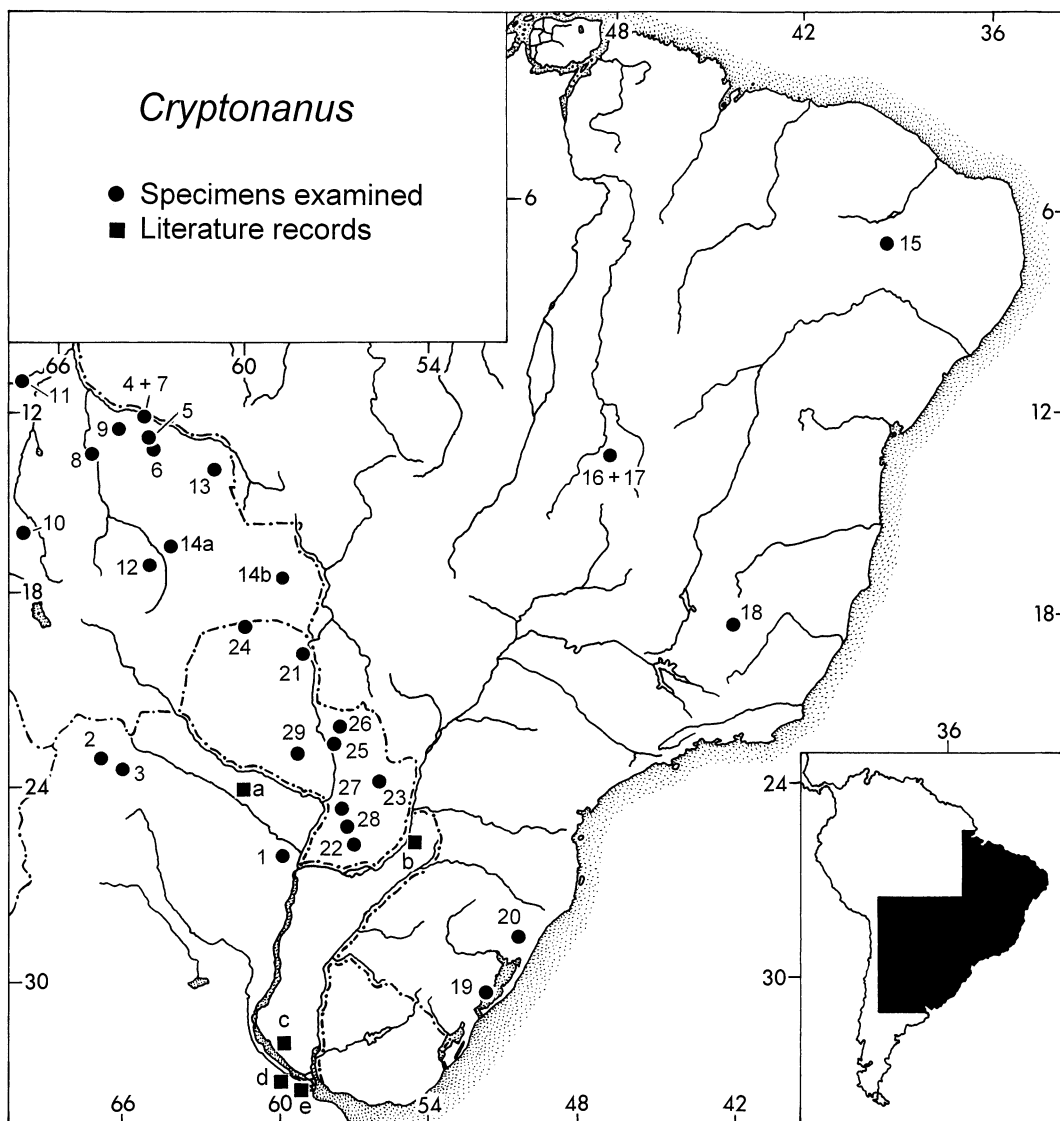 48 42 36
Cryptonanus
Specimens examined
Literature records
6 6
15
66 60 54
11 4 + 7 5
12 12
9
8 6 13
16 + 17
10
14a
12
14b
18 18
18
24
21
26
36
2 29 25
3
24 a 27 23 24
28
1 22 b
20
30 19 30
c
d
e
66 60 54 48 42